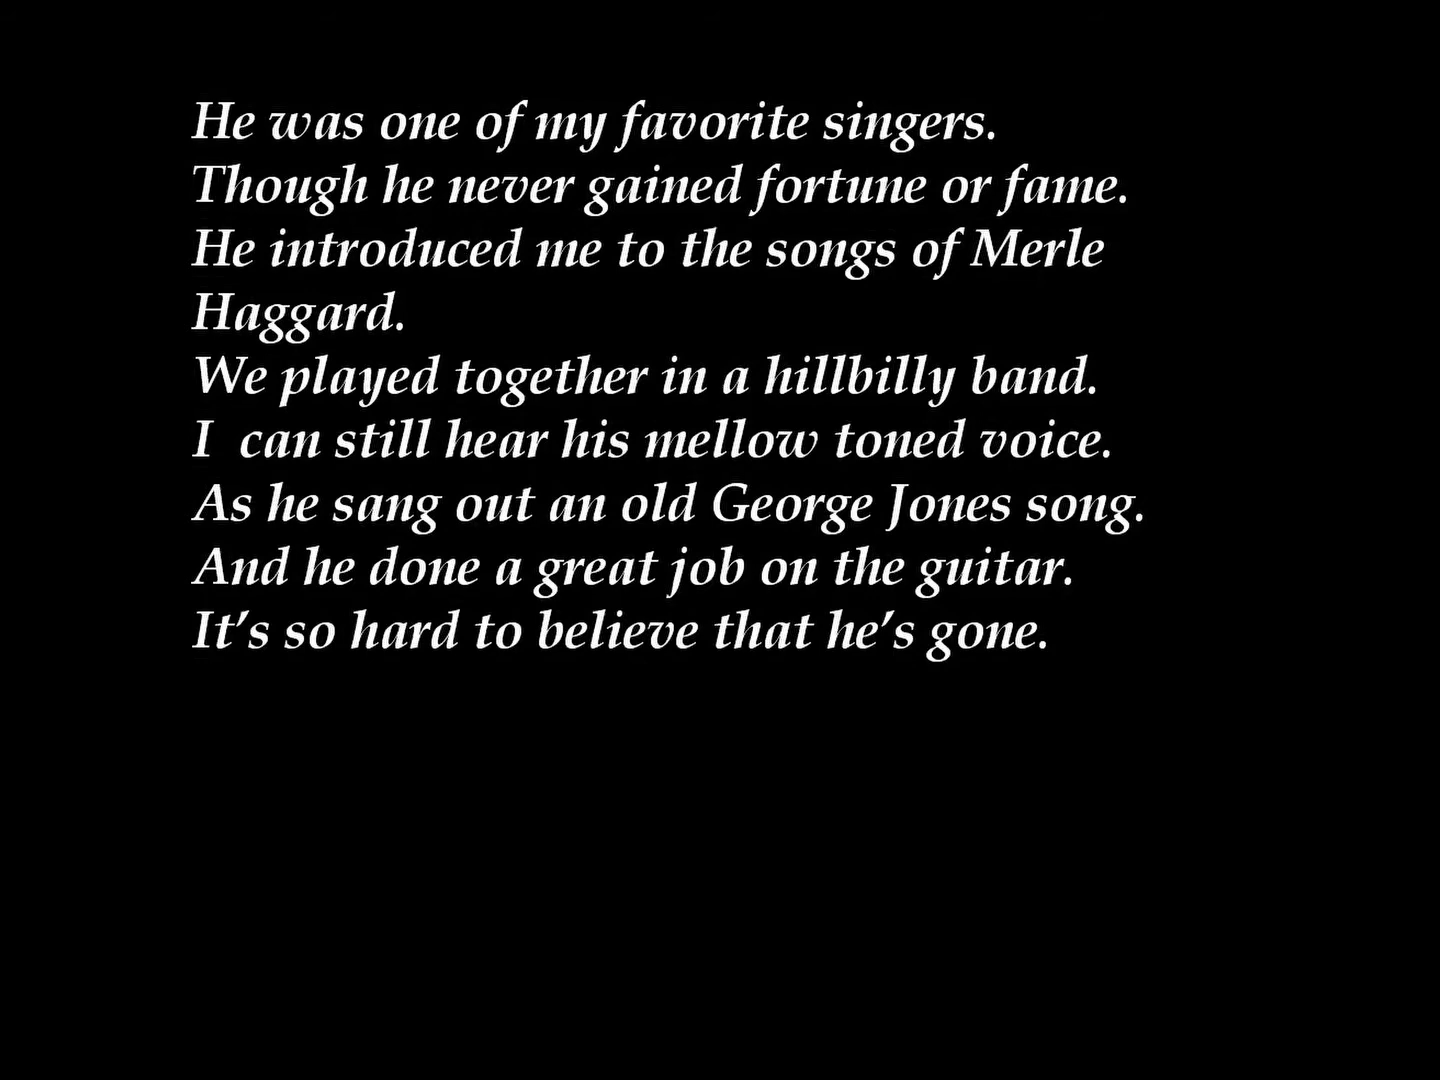 He was one of my favorite singers.
Though he never gained fortune or fame.
He introduced me to the songs of Merle
Haggard.
We played together in a hillbilly band.
I  can still hear his mellow toned voice.
As he sang out an old George Jones song.
And he done a great job on the guitar.
It’s so hard to believe that he’s gone.